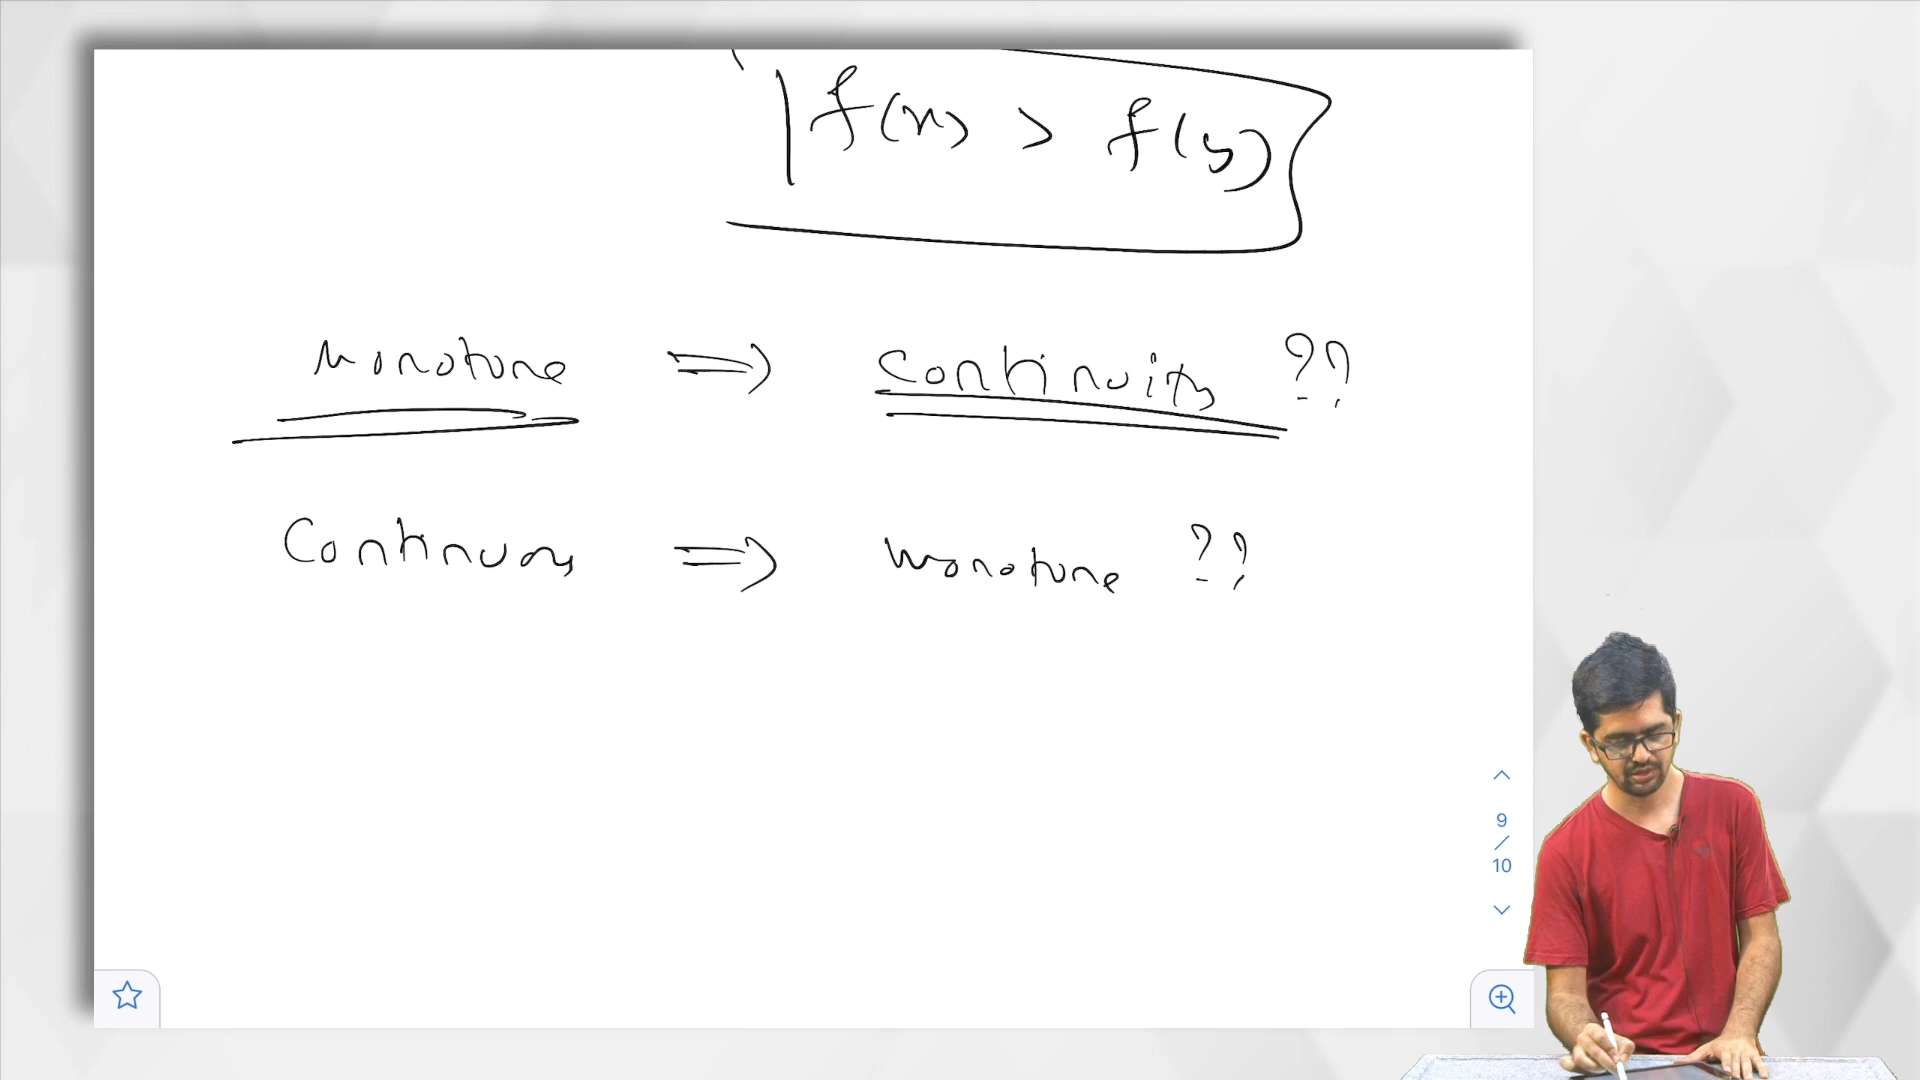 f(x) > f(y)
Monotone ⟹ Continuity ??
Continuous ⟹ monotone ??
9
/
10